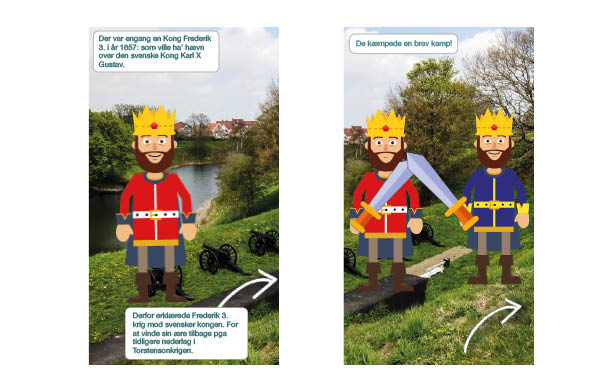 Der var engang en Kong Frederik
3. i år 1657: som ville ha' hævn
over den svenske Kong Karl X
Gustav.
Derfor erklærede Frederik 3.
krig mod svensker kongen. For
at vinde sin ære tilbage pga
tidligere nederlag i
Torstensonkrigen.
De kæmpede en brav kamp!